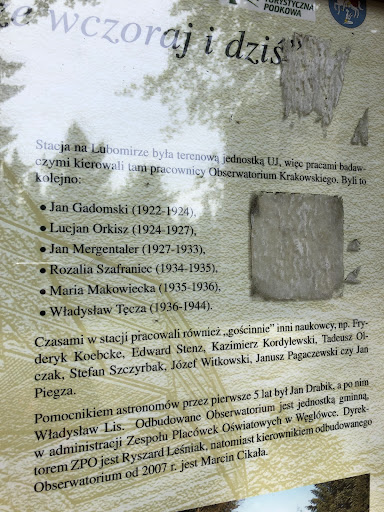 TURYSTYCZNA
PODKOWA
wczoraj i dziś"
Stacja na Lubomirze była terenową jednostką UJ, więc pracami badaw-
czymi kierowali tam pracownicy Obserwatorium Krakowskiego. Byli to
kolejno:
● Jan Gadomski (1922-1924),
● Lucjan Orkisz (1924-1927),
● Jan Mergentaler (1927-1933),
● Rozalia Szafraniec (1934-1935),
● Maria Makowiecka (1935-1936),
● Władysław Tęcza (1936-1944).
Czasami w stacji pracowali również „gościnnie" inni naukowcy, np. Fry-
deryk Koebcke, Edward Stenz, Kazimierz Kordylewski, Tadeusz Ol-
czak, Stefan Szczyrbak, Józef Witkowski, Janusz Pagaczewski czy Jan
Piegza.
Pomocnikiem astronomów przez pierwsze 5 lat był Jan Drabik, a po nim
Władysław Lis. Odbudowane Obserwatorium jest jednostką gminną,
w administracji Zespołu Placówek Oświatowych w Węglówce. Dyrek-
torem ZPO jest Ryszard Leśniak, natomiast kierownikiem odbudowanego
Obserwatorium od 2007 r. jest Marcin Cikała.